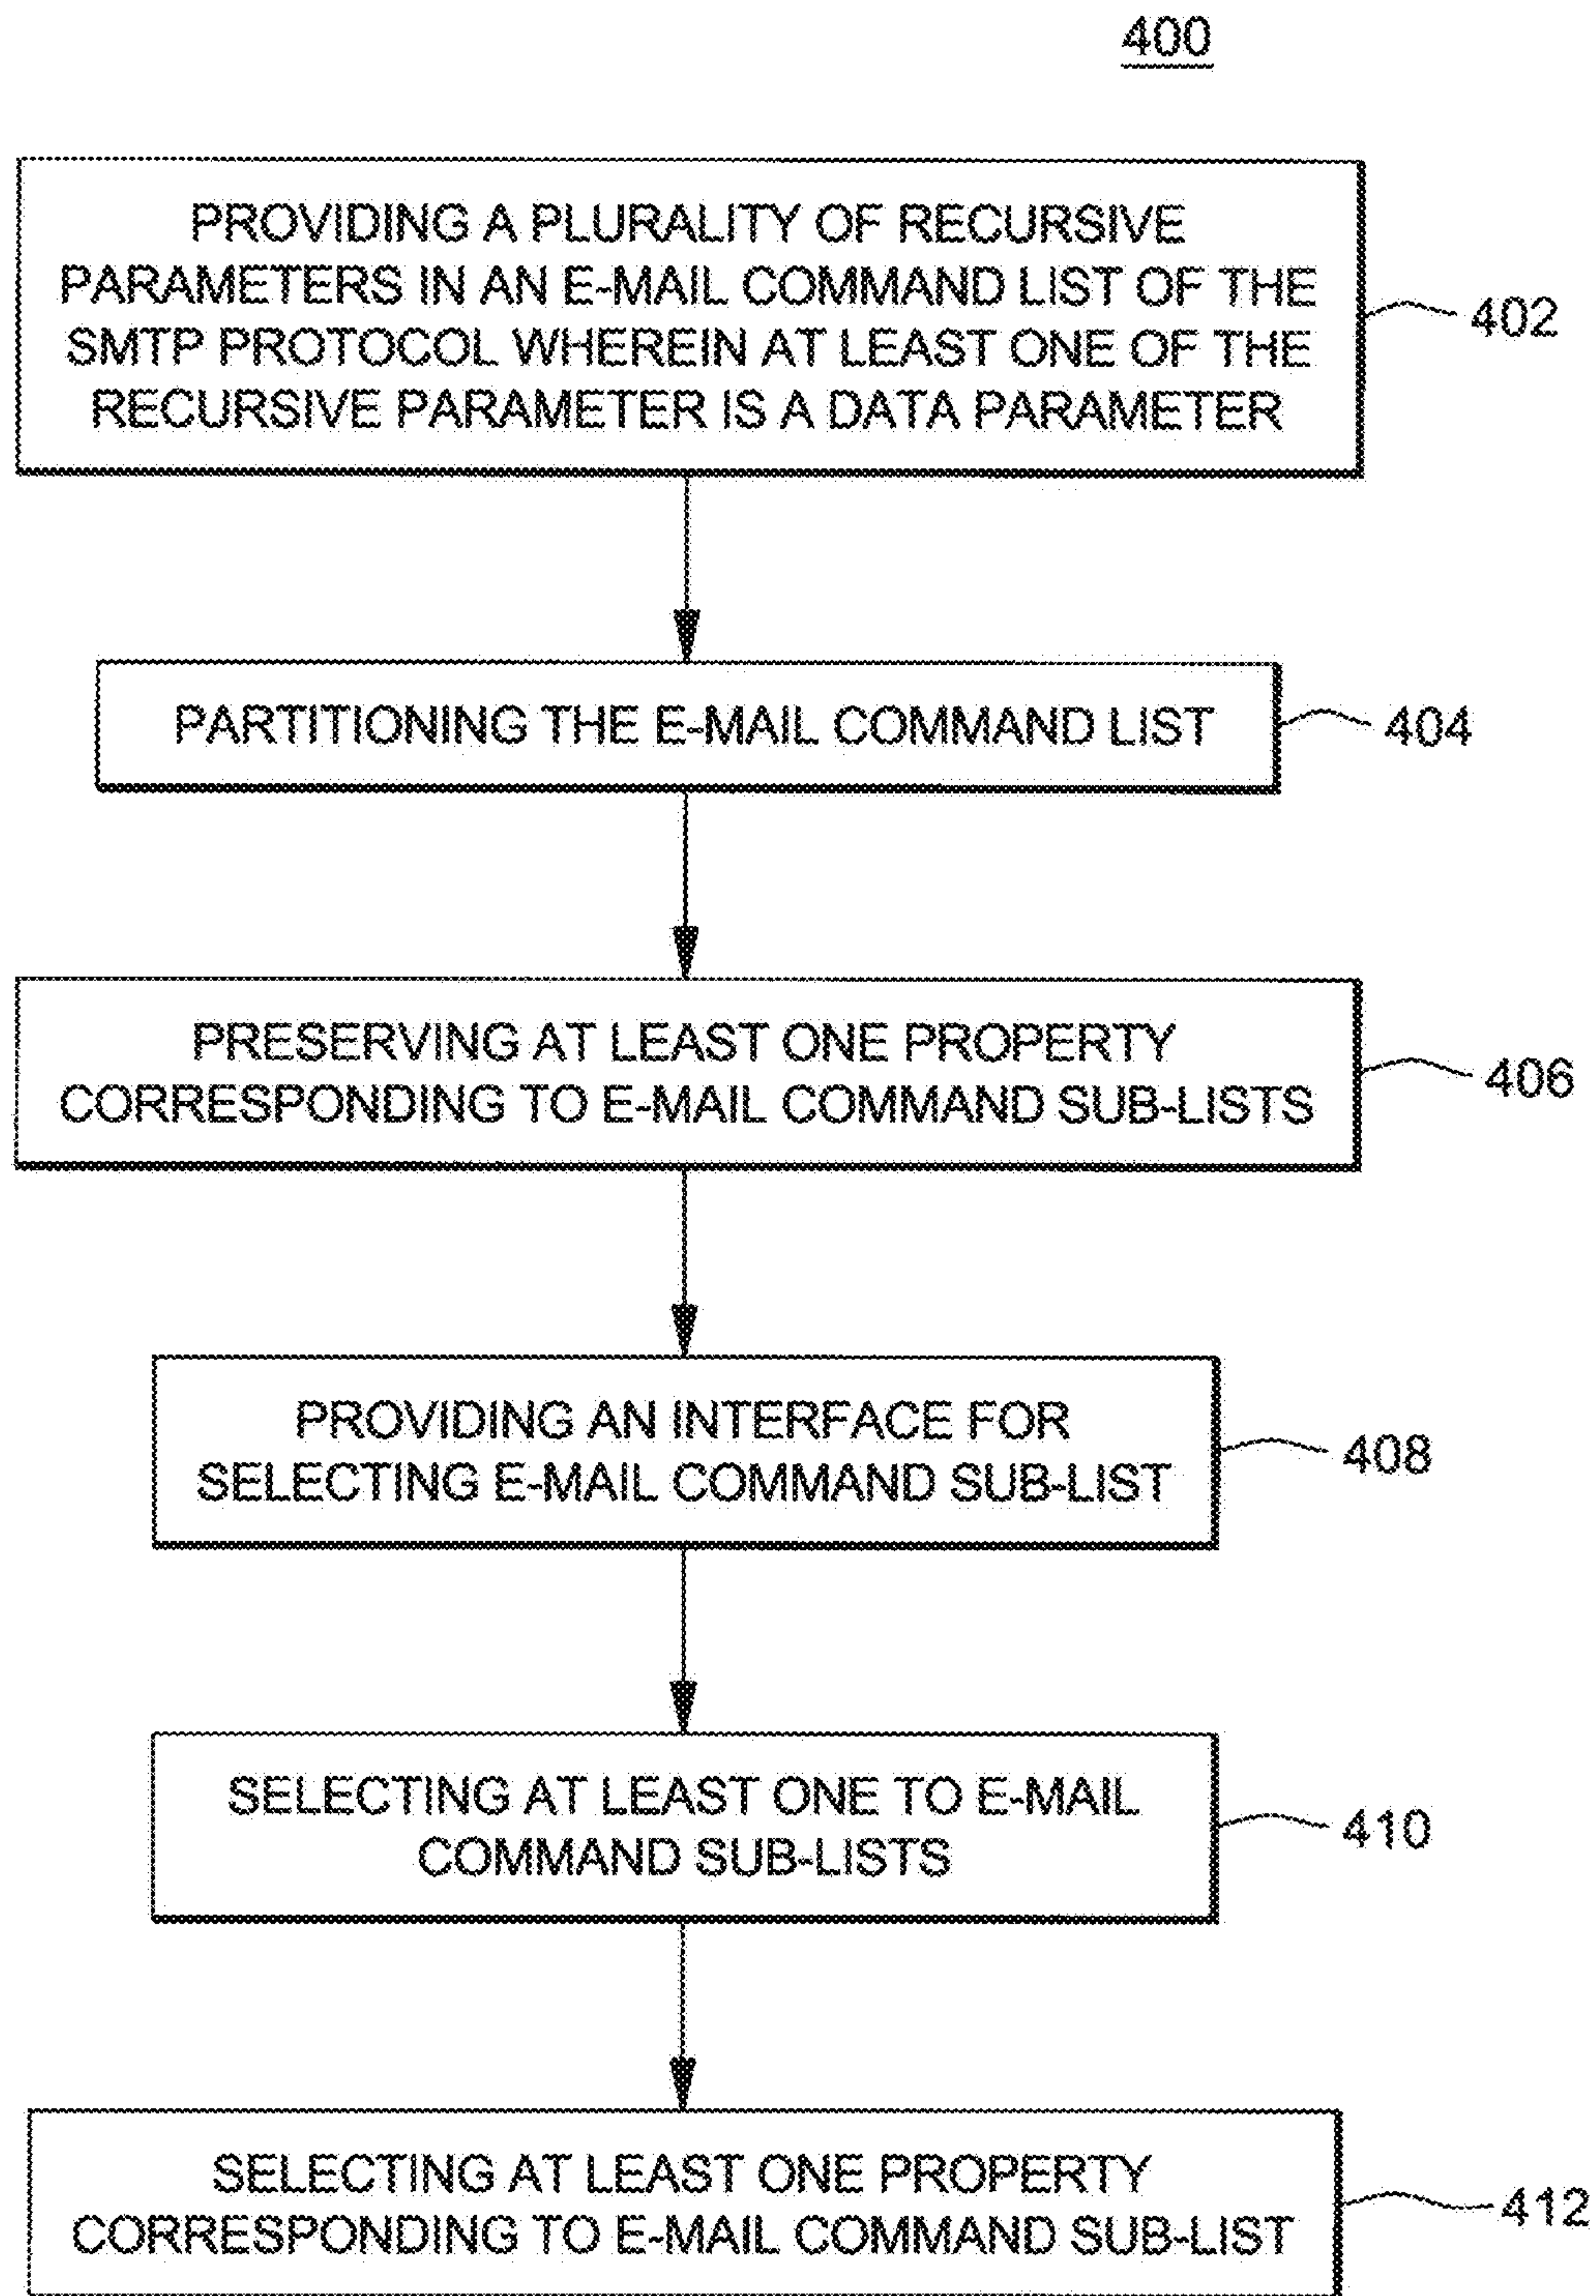 400
PROVIDING A PLURALITY OF RECURSIVE
PARAMETERS IN AN E-MAIL COMMAND LIST OF THE
SMTP PROTOCOL WHEREIN AT LEAST ONE OF THE
RECURSIVE PARAMETER IS A DATA PARAMETER
402
PARTITIONING THE E-MAIL COMMAND LIST
404
PRESERVING AT LEAST ONE PROPERTY
CORRESPONDING TO E-MAIL COMMAND SUB-LISTS
406
PROVIDING AN INTERFACE FOR
SELECTING E-MAIL COMMAND SUB-LIST
408
SELECTING AT LEAST ONE TO E-MAIL
COMMAND SUB-LISTS
410
SELECTING AT LEAST ONE PROPERTY
CORRESPONDING TO E-MAIL COMMAND SUB-LIST
412